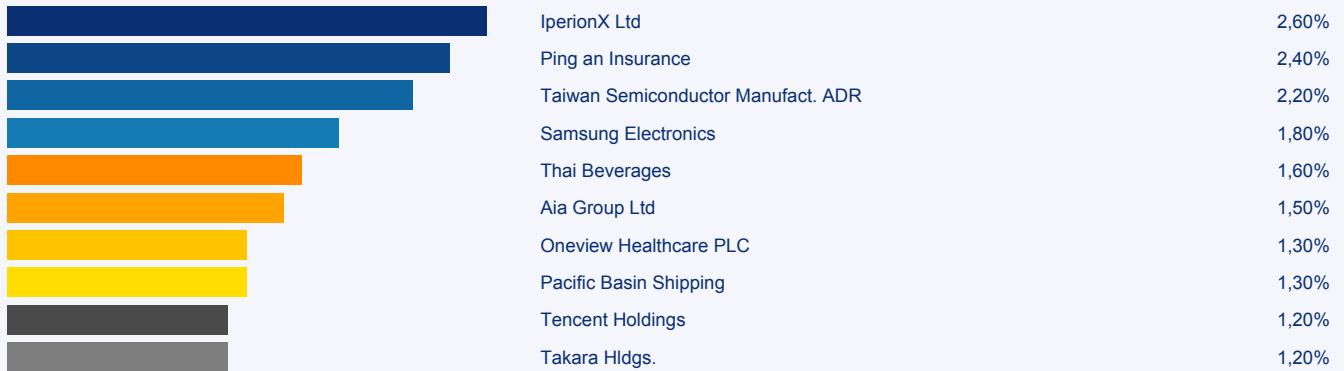 IperionX Ltd 2,60%
Ping an Insurance 2,40%
Taiwan Semiconductor Manufact. ADR 2,20%
Samsung Electronics 1,80%
Thai Beverages 1,60%
Aia Group Ltd 1,50%
Oneview Healthcare PLC 1,30%
Pacific Basin Shipping 1,30%
Tencent Holdings 1,20%
Takara Hldgs. 1,20%